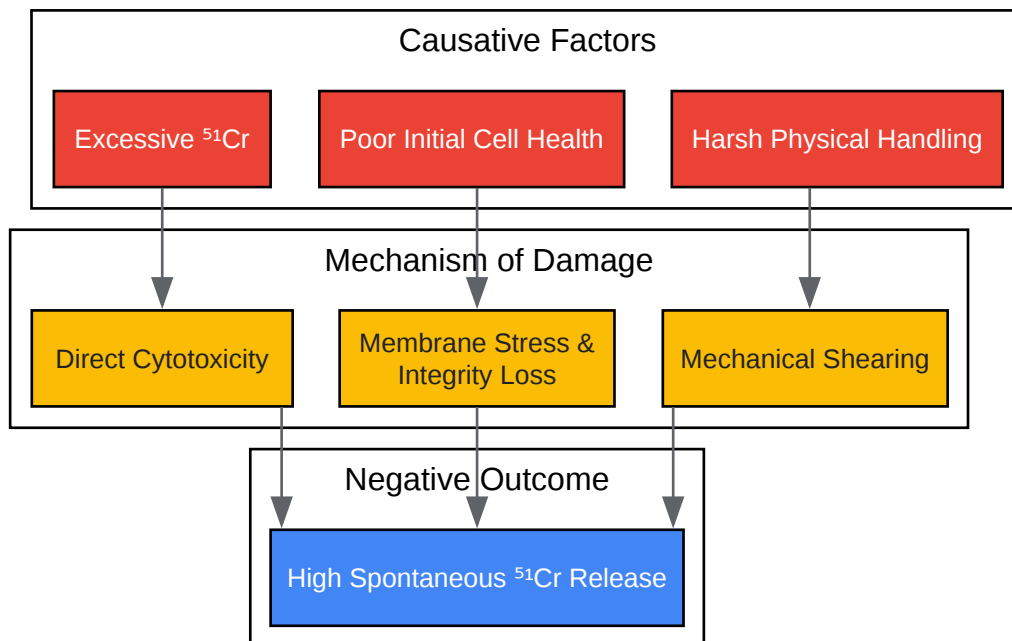 Causative Factors
Excessive ⁵¹Cr
Poor Initial Cell Health
Harsh Physical Handling
Mechanism of Damage
Direct Cytotoxicity
Membrane Stress &
Integrity Loss
Mechanical Shearing
Negative Outcome
High Spontaneous ⁵¹Cr Release